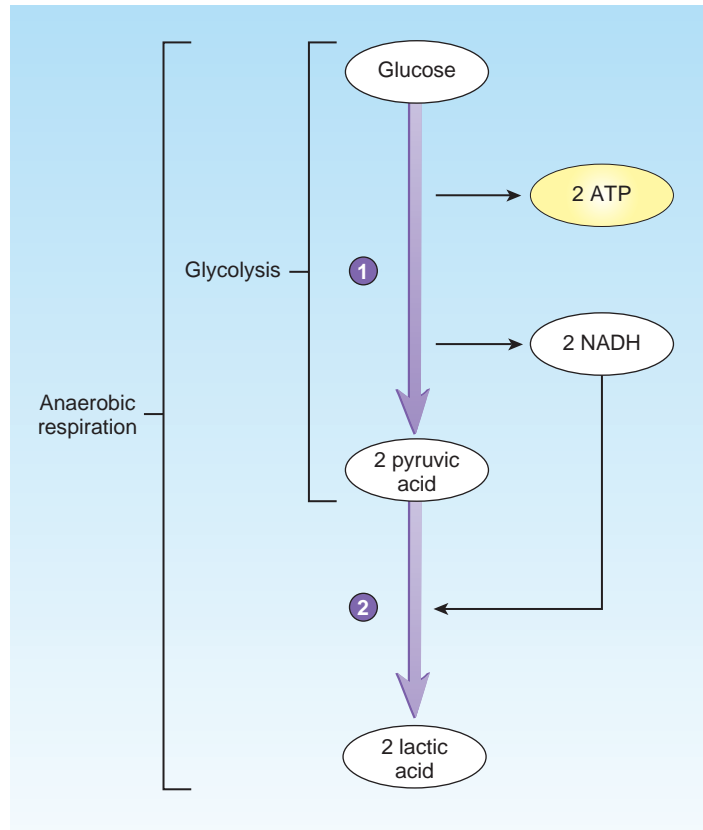 Glucose
2 ATP
Glycolysis
1
2 NADH
Anaerobic
respiration
2 pyruvic
acid
2
2 lactic
acid